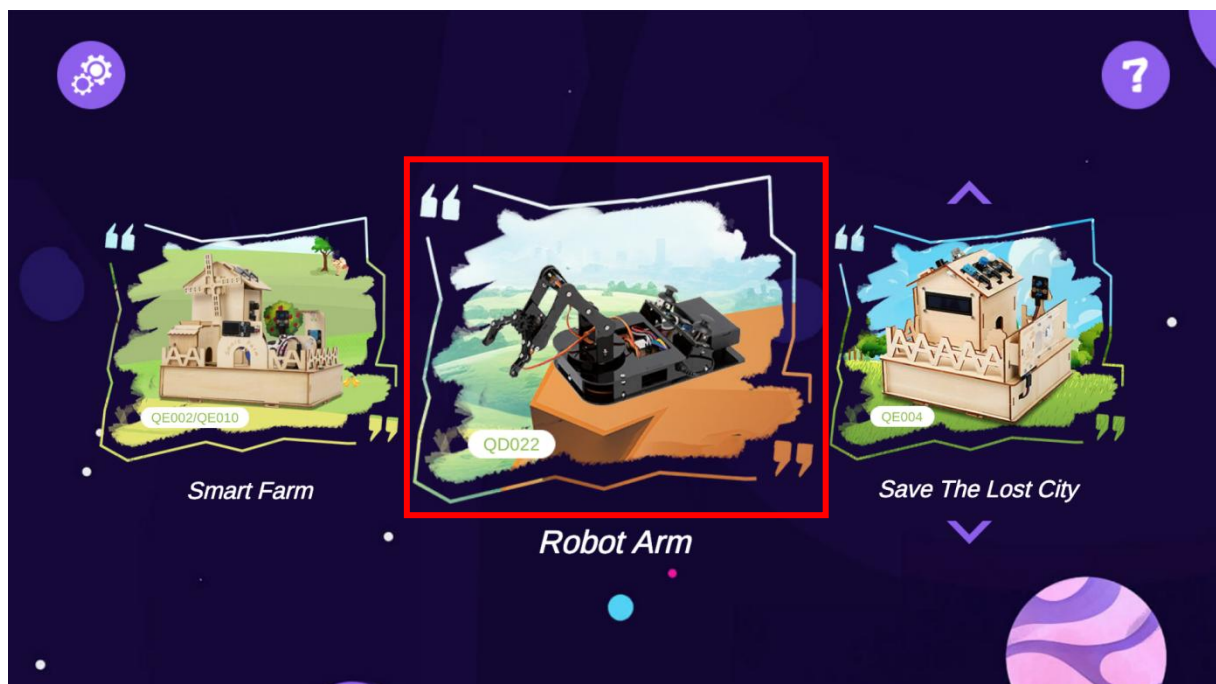 ?
QE002/QE010
Smart Farm
QD022
Robot Arm
QE004
Save The Lost City